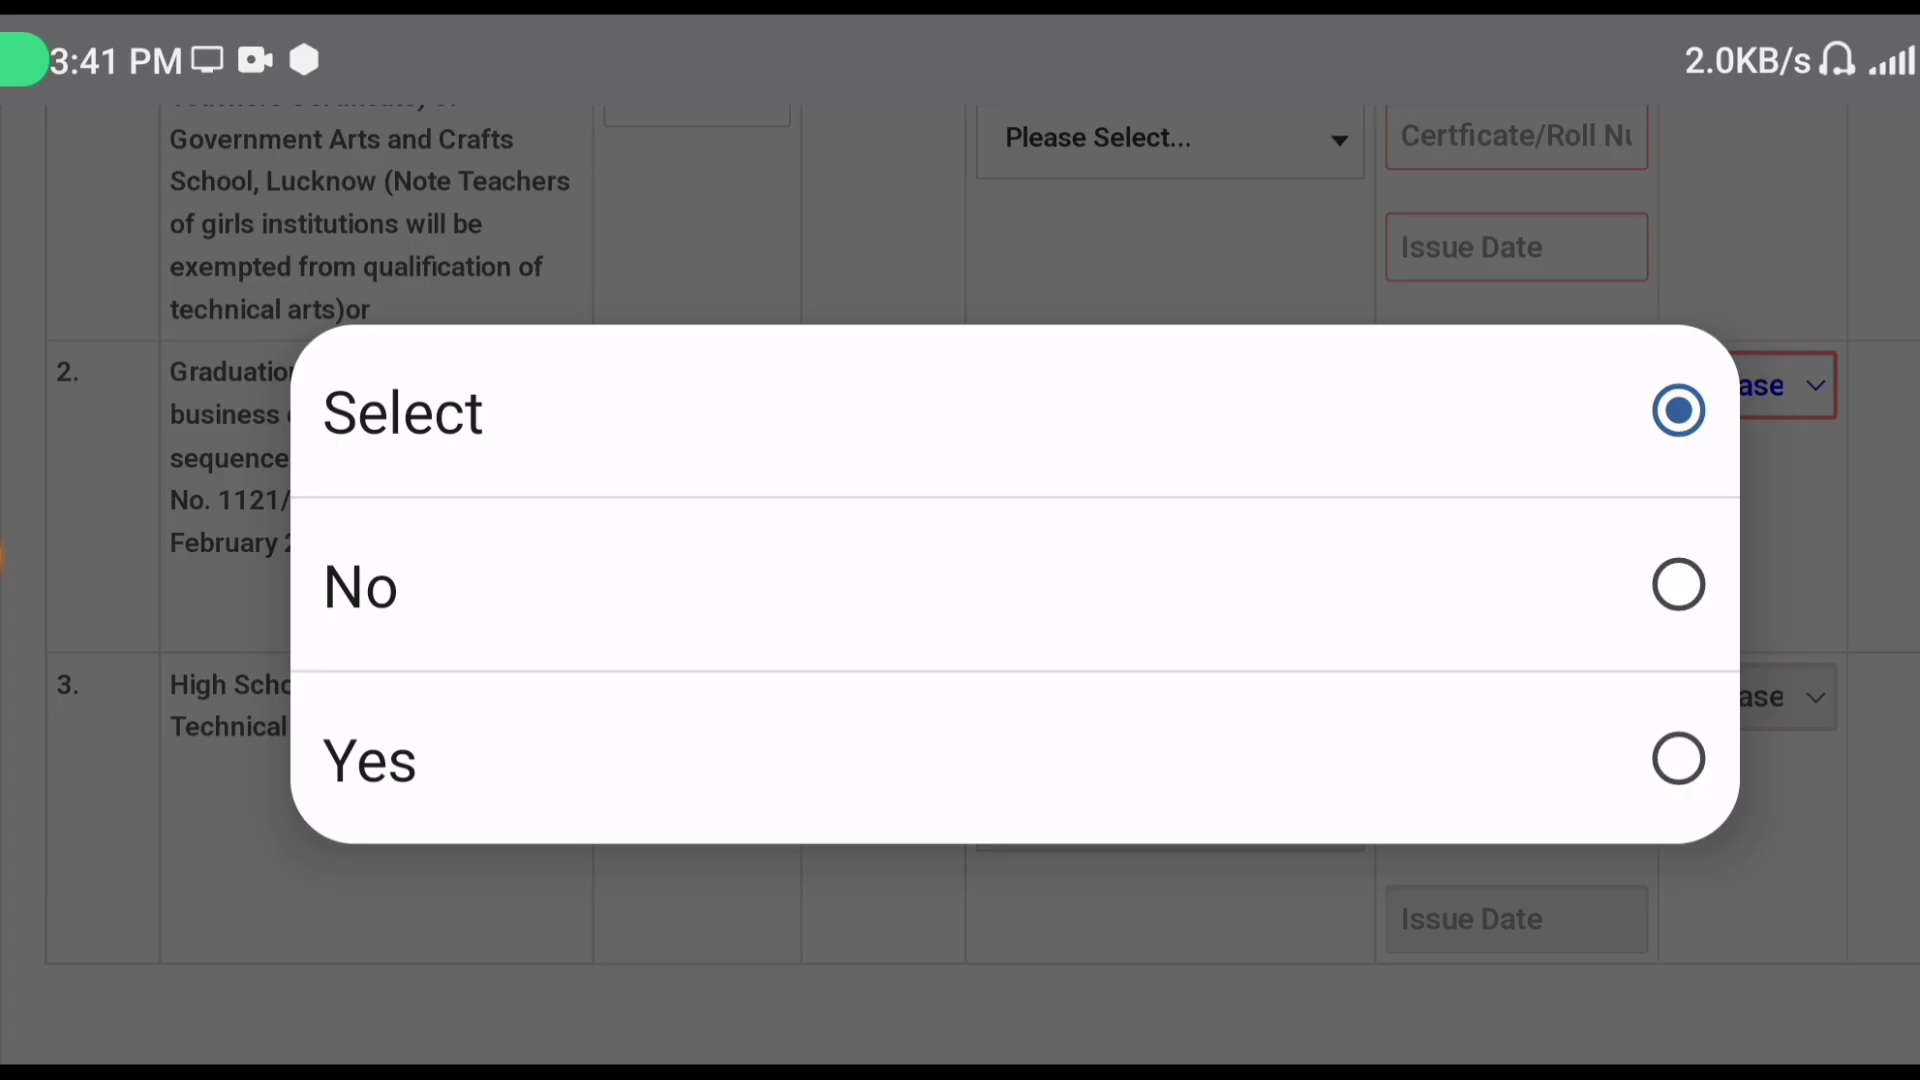 3:41 PM
2.0KB/s
Government Arts and Crafts
School, Lucknow (Note Teachers
of girls institutions will be
exempted from qualification of
technical arts)or
Please Select...
Certficate/Roll Nu
Issue Date
2.
Graduation
business
sequence
No. 1121/
February 2
ase
Select
No
Yes
3.
High Scho
Technical
ase
Issue Date